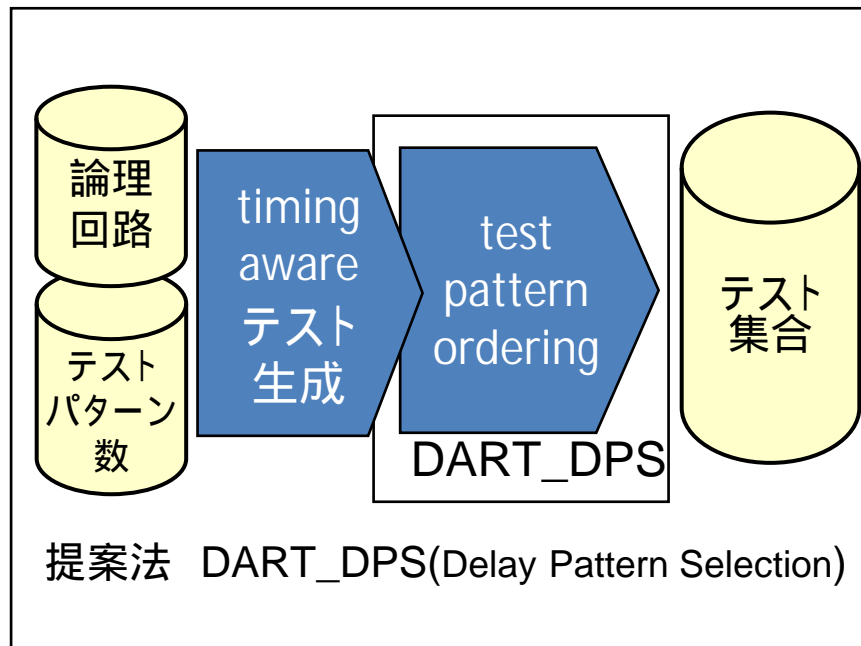 論理
回路
テスト
パターン
数
timing
aware
テスト
生成
test
pattern
ordering
DART_DPS
テスト
集合
提案法 DART_DPS(Delay Pattern Selection)